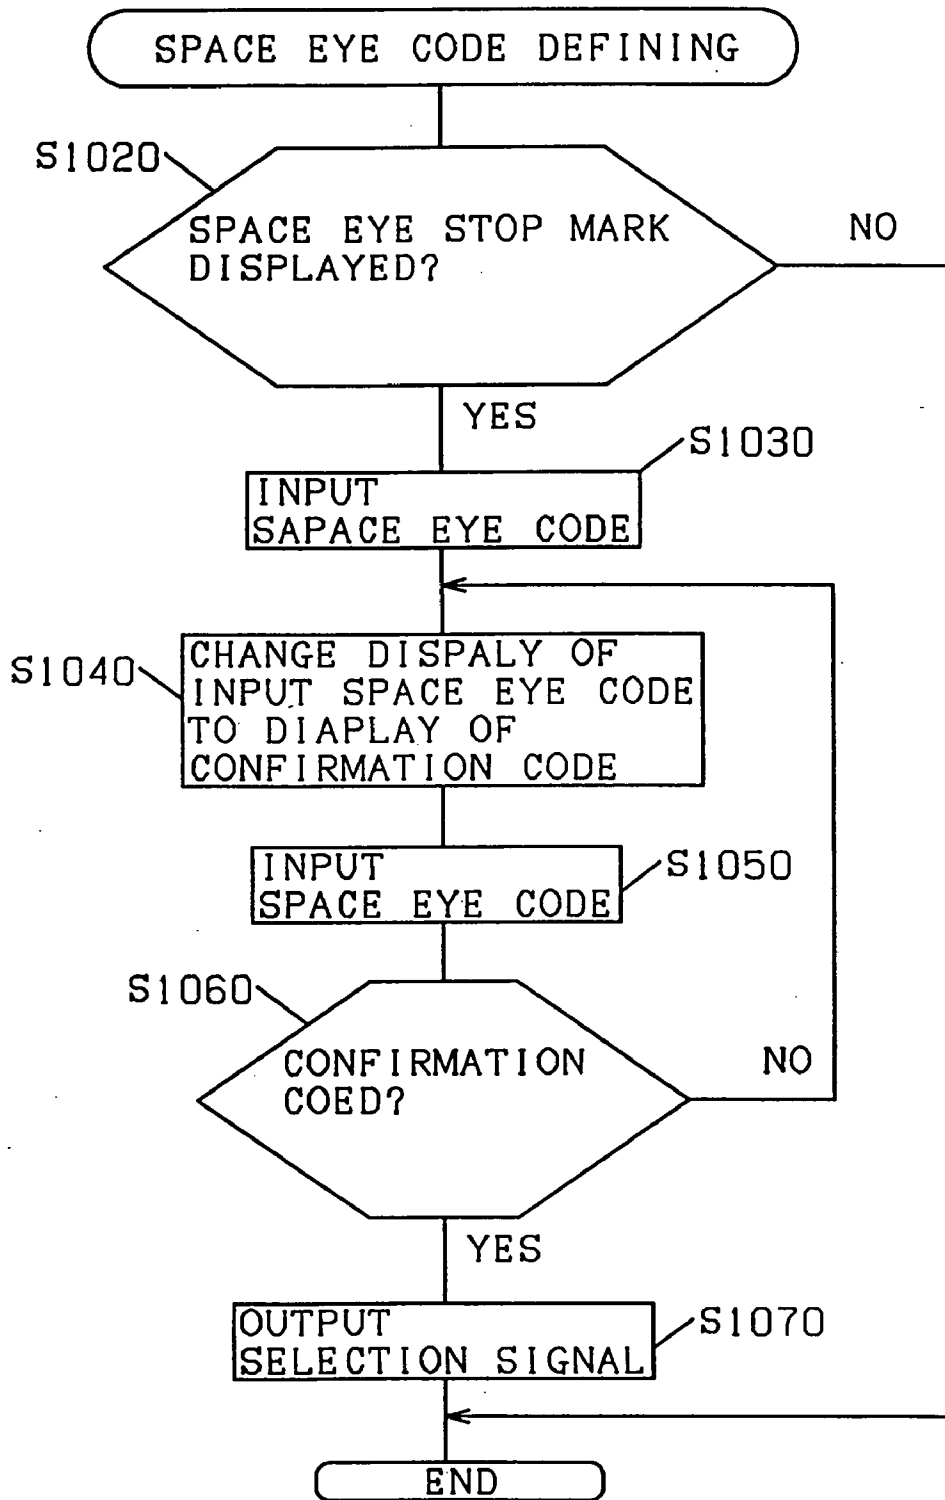 SPACE EYE CODE DEFINING
S1020
SPACE EYE STOP MARK
DISPLAYED?
NO
YES
S1030
INPUT
SAPACE EYE CODE
S1040
CHANGE DISPALY OF
INPUT SPACE EYE CODE
TO DIAPLAY OF
CONFIRMATION CODE
INPUT
SPACE EYE CODE
S1050
S1060
CONFIRMATION
COED?
NO
YES
OUTPUT
SELECTION SIGNAL
S1070
END